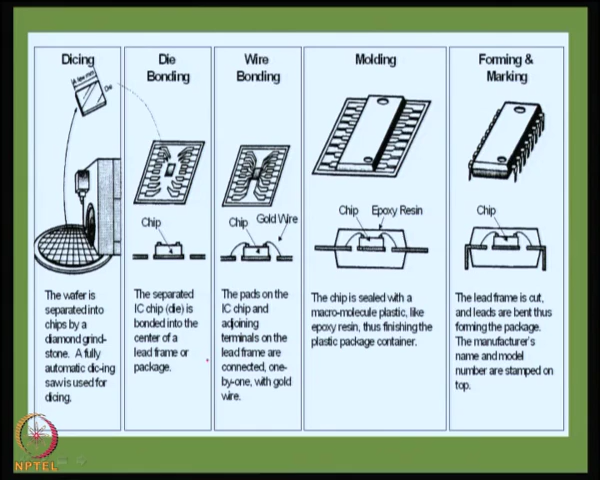 Dicing
(A few mm)
Die
The wafer is
separated into
chips by a
diamond grind-
stone. A fully
automatic dic-ing
saw is used for
dicing.
Die
Bonding
Chip
The separated
IC chip (die) is
bonded into the
center of a
lead frame or
package.
Wire
Bonding
Chip
Gold Wire
The pads on the
IC chip and
adjoining
terminals on the
lead frame are
connected, one-
by-one, with gold
wire.
Molding
Chip
Epoxy Resin
The chip is sealed with a
macro-molecule plastic, like
epoxy resin, thus finishing the
plastic package container.
Forming &
Marking
Chip
The lead frame is cut,
and leads are bent thus
forming the package.
The manufacturer's
name and model
number are stamped on
top.
NPTEL